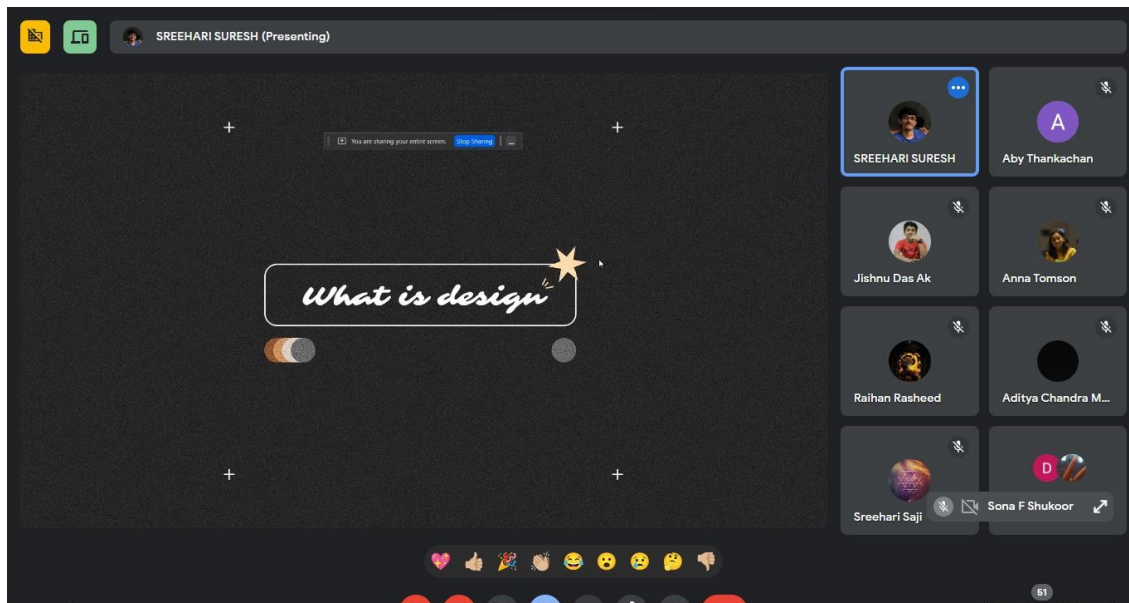 SREEHARI SURESH (Presenting)
You are sharing your entire screen. Stop Sharing
What is design
SREEHARI SURESH
A
Aby Thankachan
Jishnu Das Ak
Anna Tomson
Raihan Rasheed
Aditya Chandra M...
Sreehari Saji
D
Sona F Shukoor
51